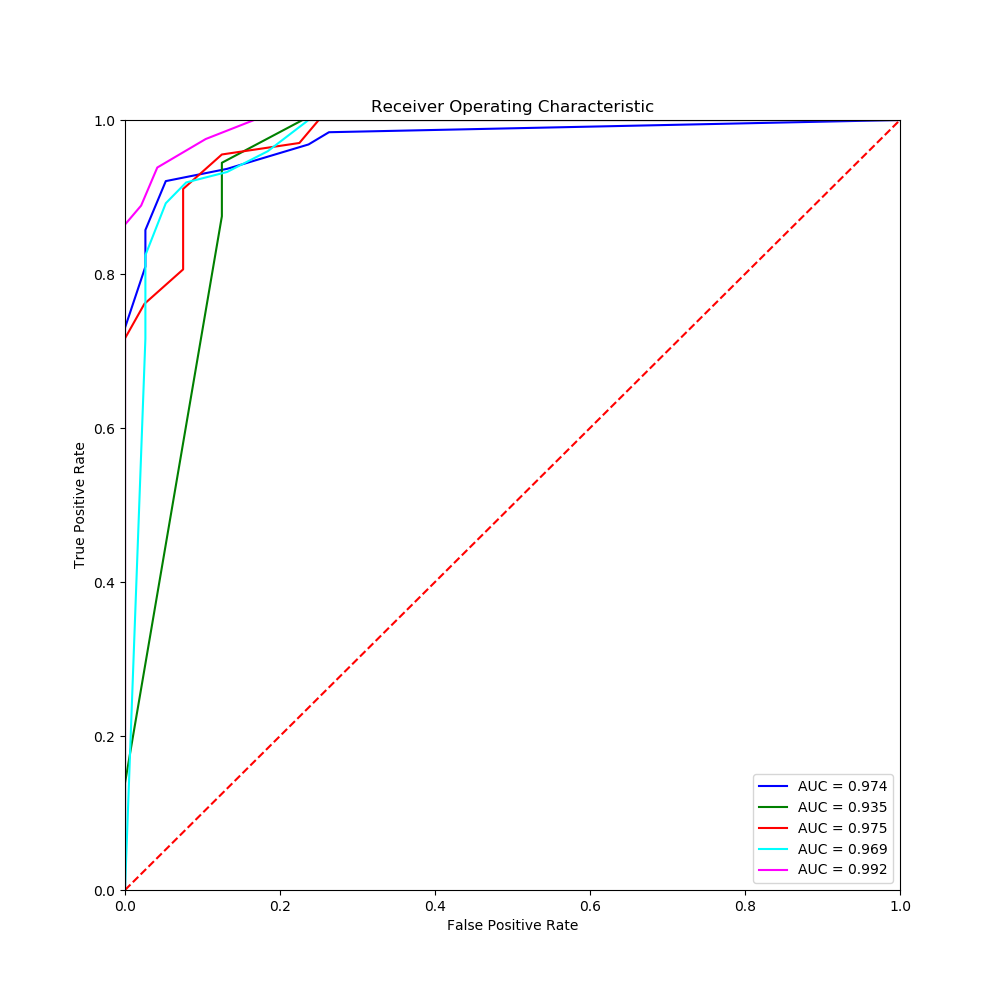 Receiver Operating Characteristic
True Positive Rate
1.0
0.8
0.6
0.4
0.2
0.0
AUC = 0.974
AUC = 0.935
AUC = 0.975
AUC = 0.969
AUC = 0.992
0.0 0.2 0.4 0.6 0.8 1.0
False Positive Rate